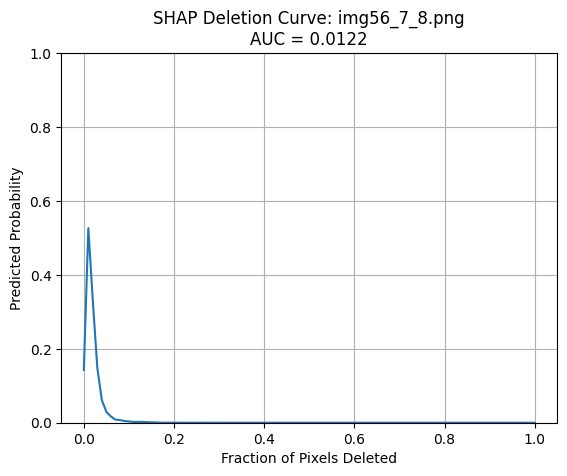 SHAP Deletion Curve: img56_7_8.png
AUC = 0.0122
1.0
0.8
0.6
0.4
0.2
0.0
Predicted Probability
0.0 0.2 0.4 0.6 0.8 1.0
Fraction of Pixels Deleted